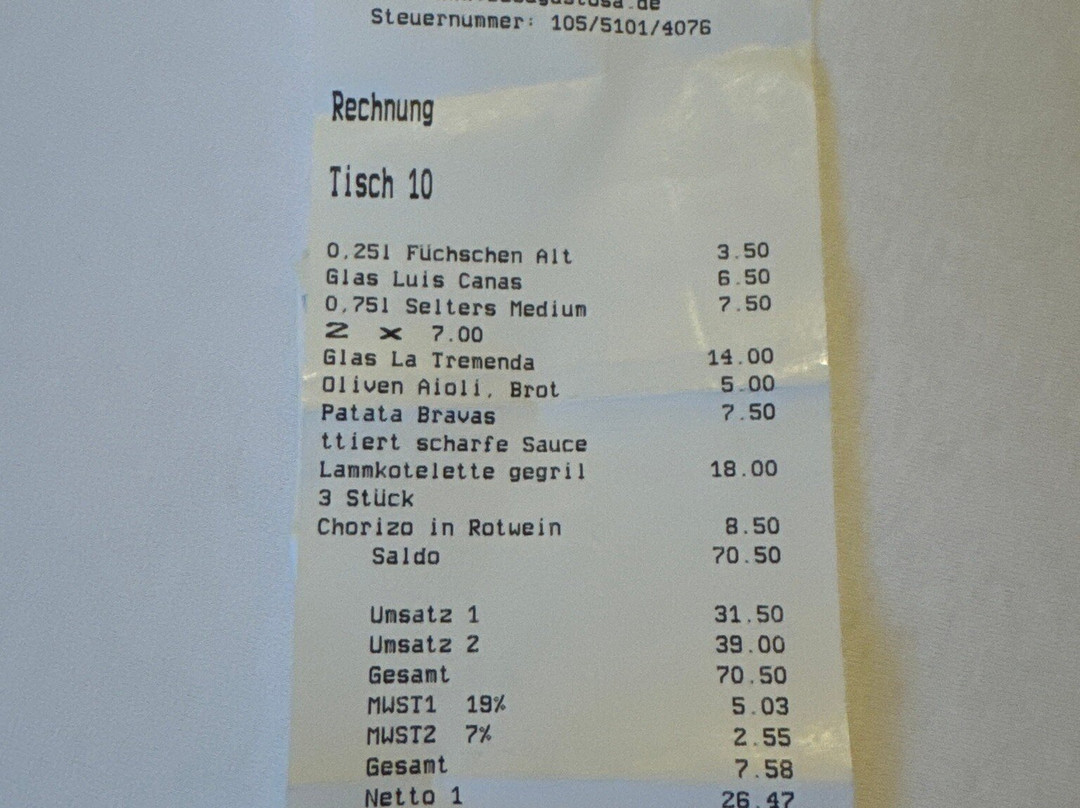 Steuernummer: 105/5101/4076
Rechnung
Tisch 10
0,25l Füchschen Alt 3.50
Glas Luis Canas 6.50
0,75l Selters Medium 7.50
2 x 7.00
Glas La Tremenda 14.00
Oliven Aioli, Brot 5.00
Patata Bravas 7.50
ttiert scharfe Sauce
Lammkotelette gegril 18.00
3 Stück
Chorizo in Rotwein 8.50
Saldo 70.50
Umsatz 1 31.50
Umsatz 2 39.00
Gesamt 70.50
MWST1 19% 5.03
MWST2 7% 2.55
Gesamt 7.58
Netto 1 26.47